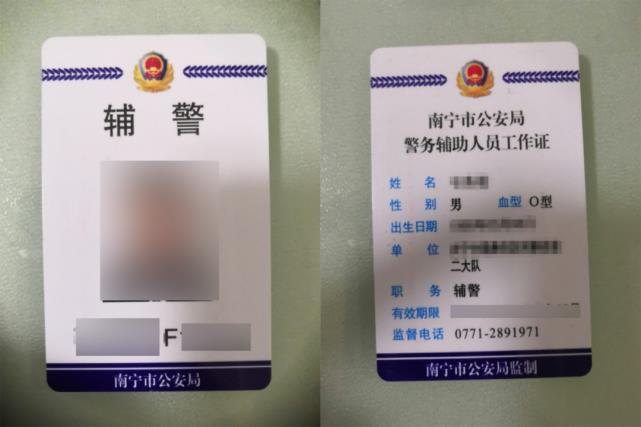 辅 警
F
南宁市公安局
南宁市公安局
警务辅助人员工作证
姓 名
性 别 男 血型 O型
出生日期
单 位
二大队
职 务 辅警
有效期限
监督电话 0771-2891971
南宁市公安局监制